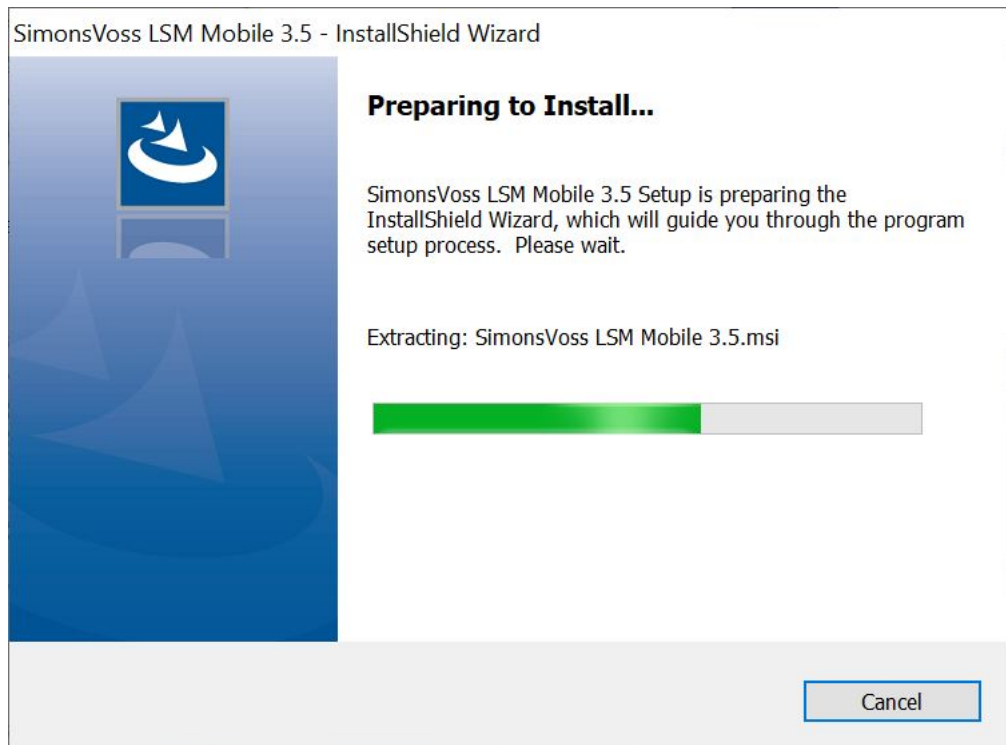 SimonsVoss LSM Mobile 3.5 - InstallShield Wizard
Preparing to Install...
SimonsVoss LSM Mobile 3.5 Setup is preparing the
InstallShield Wizard, which will guide you through the program
setup process.  Please wait.
Extracting: SimonsVoss LSM Mobile 3.5.msi
Cancel